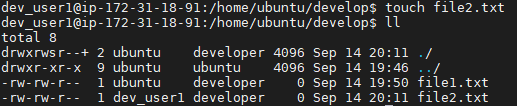 dev_user1@ip-172-31-18-91:/home/ubuntu/develop$ touch file2.txt
dev_user1@ip-172-31-18-91:/home/ubuntu/develop$ ll
total 8
drwxrwsr--+ 2 ubuntu    developer 4096 Sep 14 20:11 ./
drwxr-xr-x  9 ubuntu    ubuntu    4096 Sep 14 19:46 ../
-rw-rw-r--  1 ubuntu    developer    0 Sep 14 19:50 file1.txt
-rw-rw-r--  1 dev_user1 developer    0 Sep 14 20:11 file2.txt